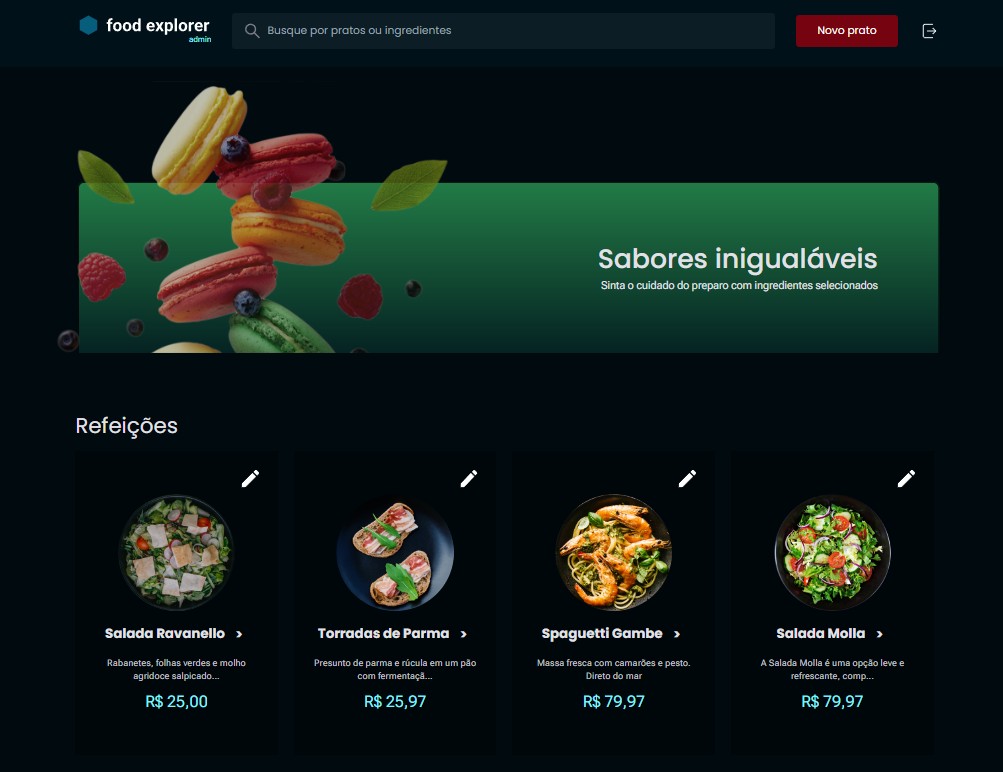 food explorer
admin
Busque por pratos ou ingredientes
Novo prato
Sabores inigualáveis
Sinta o cuidado do preparo com ingredientes selecionados
Refeições
Salada Ravanello >
Rabanetes, folhas verdes e molho
agridoce salpicado...
R$ 25,00
Torradas de Parma >
Presunto de parma e rúcula em um pão
com fermentaçã...
R$ 25,97
Spaguetti Gambe >
Massa fresca com camarões e pesto.
Direto do mar
R$ 79,97
Salada Molla >
A Salada Molla é uma opção leve e
refrescante, comp...
R$ 79,97